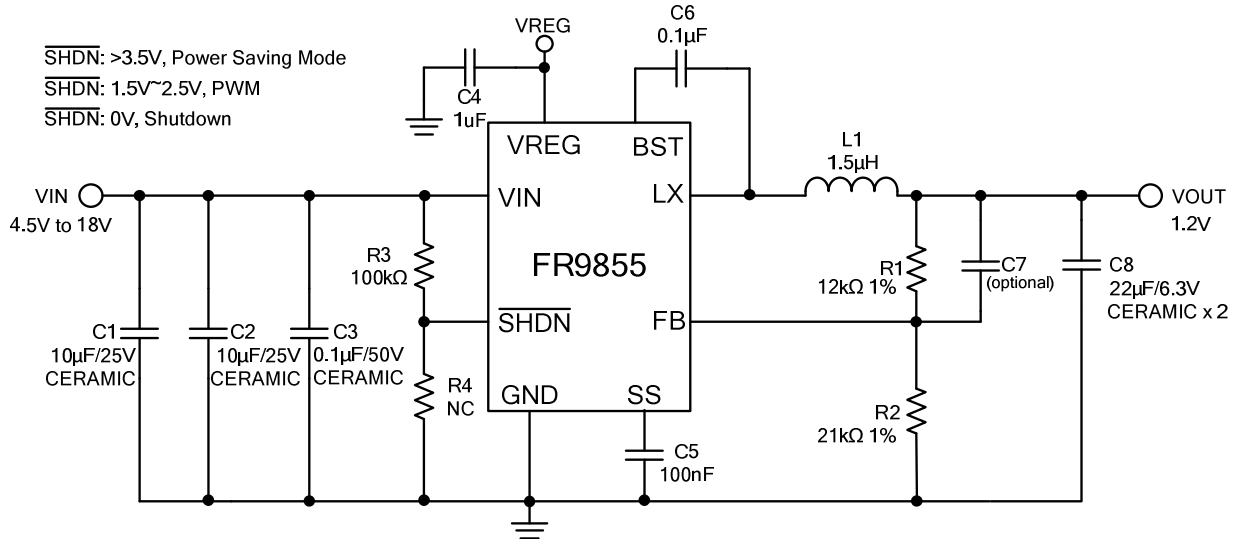 SHDN: >3.5V, Power Saving Mode
SHDN: 1.5V~2.5V, PWM
SHDN: 0V, Shutdown
VREG
C4
1uF
C6
0.1µF
VREG
BST
VIN
4.5V to 18V
VIN
LX
L1
1.5µH
VOUT
1.2V
R3
100kΩ
FR9855
R1
12kΩ 1%
C7
(optional)
C8
22µF/6.3V
CERAMIC x 2
C1
10µF/25V
CERAMIC
C2
10µF/25V
CERAMIC
C3
0.1µF/50V
CERAMIC
SHDN
FB
R4
NC
GND
SS
R2
21kΩ 1%
C5
100nF